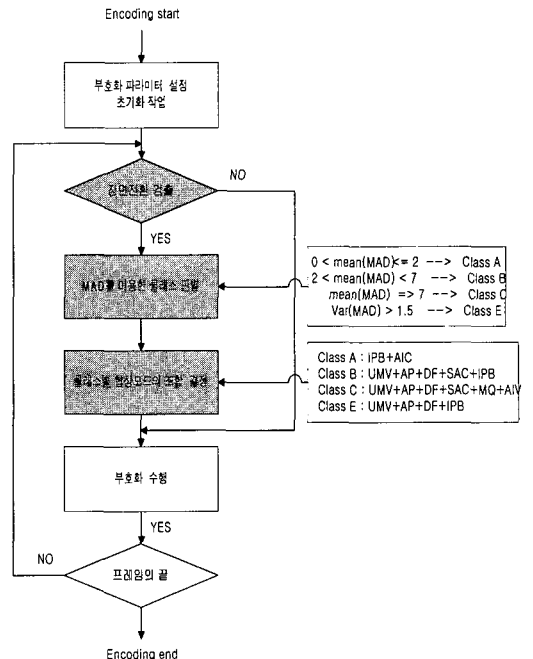 Encoding start
부호화 파라미터 설정
초기화 작업
NO
장면전환 검출
YES
0 < mean(MAD)<= 2 --> Class A
2 < mean(MAD) < 7 --> Class B
mean(MAD) => 7 --> Class C
Var(MAD) > 1.5 --> Class E
MAD를 이용한 클래스 분할
Class A : IPB+AIC
Class B : UMV+AP+DF+SAC+IPB
Class C : UMV+AP+DF+SAC+MQ+AIV
Class E : UMV+AP+DF+IPB
클래스별 협상모드의 조합 결정
부호화 수행
YES
NO
프레임의 끝
Encoding end